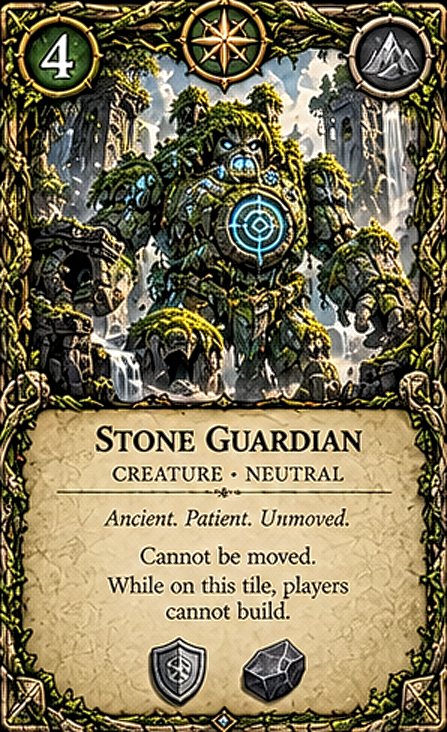 4
STONE GUARDIAN
CREATURE • NEUTRAL
Ancient. Patient. Unmoved.
Cannot be moved.
While on this tile, players
cannot build.